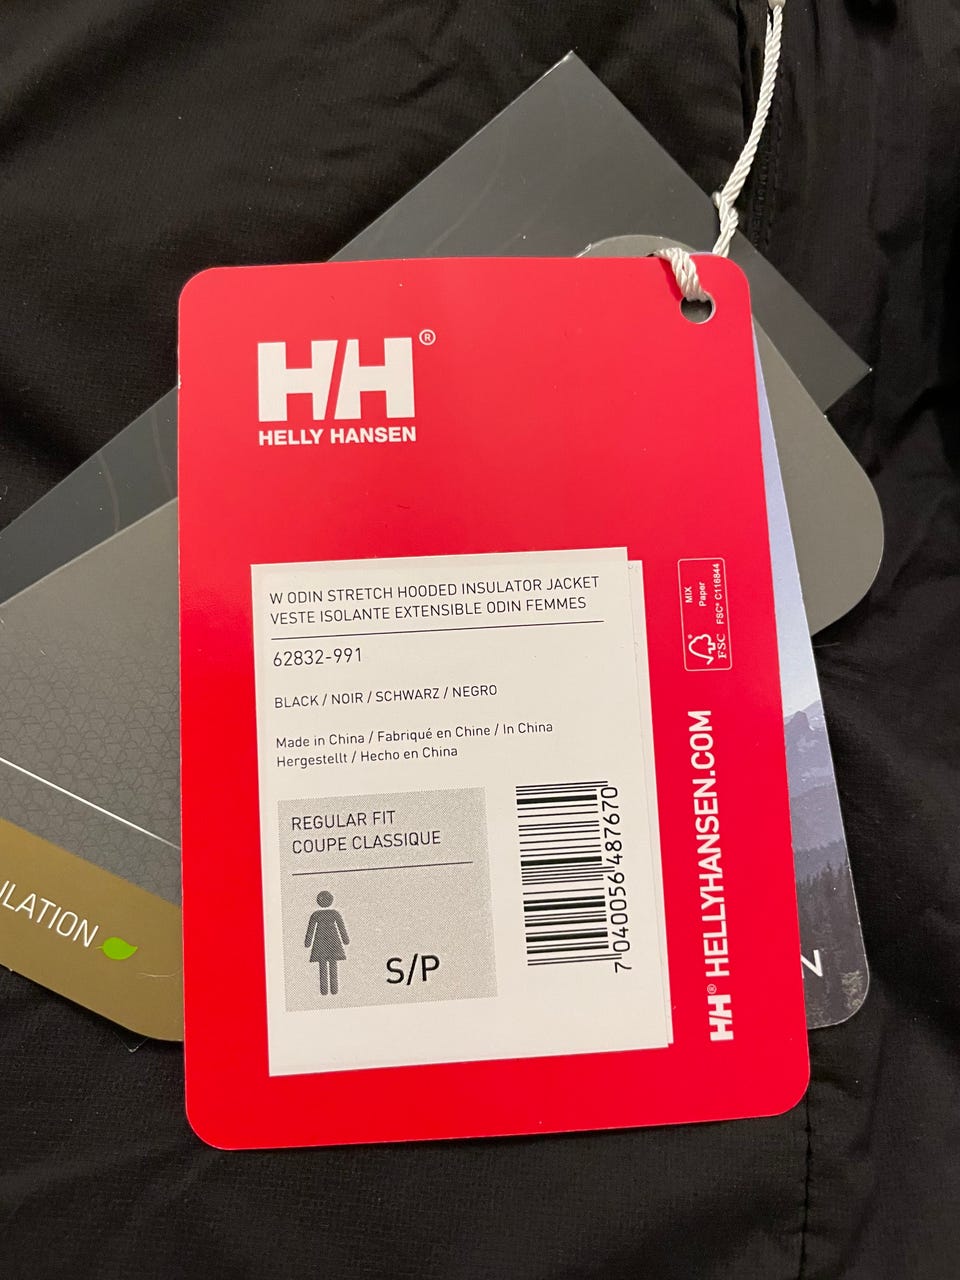 HH®
HELLY HANSEN
W ODIN STRETCH HOODED INSULATOR JACKET
VESTE ISOLANTE EXTENSIBLE ODIN FEMMES
62832-991
BLACK / NOIR / SCHWARZ / NEGRO
Made in China / Fabriqué en Chine / In China
Hergestellt / Hecho en China
REGULAR FIT
COUPE CLASSIQUE
S/P
7 040056 487670
MIX
Paper
FSC® C116844
FSC
HH® HELLYHANSEN.COM
ULATION